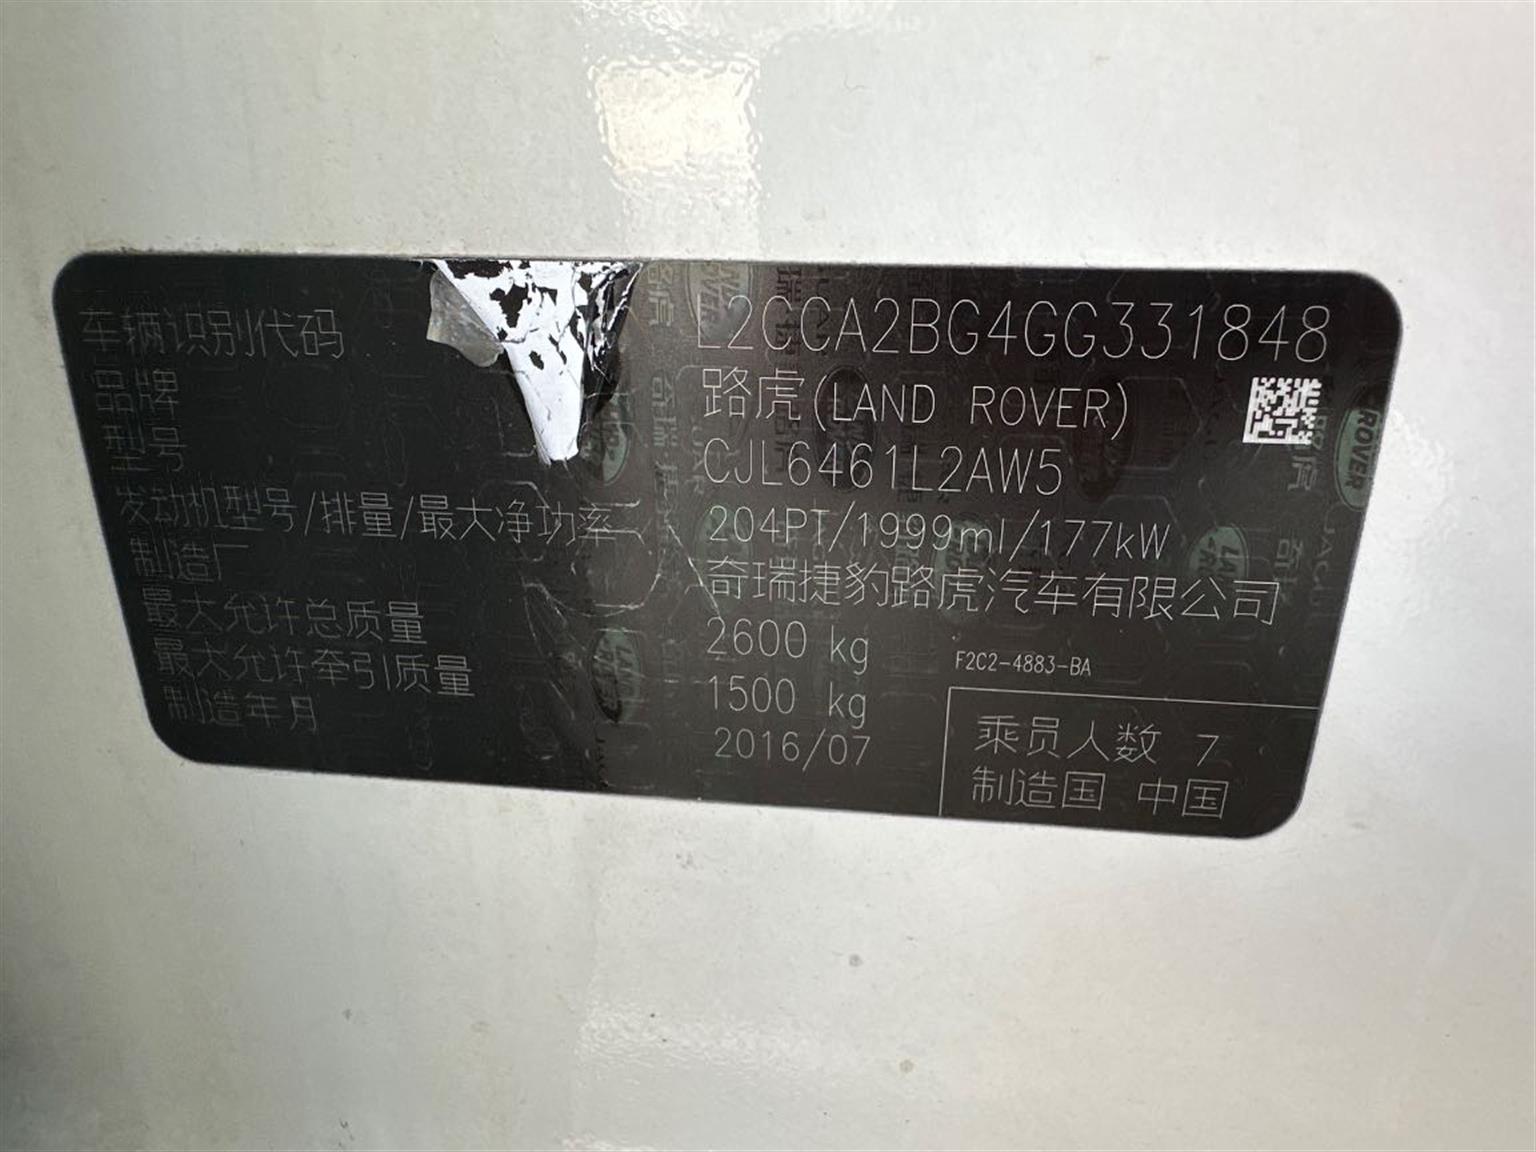 车辆识别代码 L2CCA2BG4GG331848
品牌 路虎(LAND ROVER)
型号 CJL6461L2AW5
发动机型号/排量/最大净功率 204PT/1999ml/177kW
制造厂 奇瑞捷豹路虎汽车有限公司
最大允许总质量 2600 kg
F2C2-4883-BA
最大允许牵引质量 1500 kg
制造年月 2016/07
乘员人数 7
制造国 中国